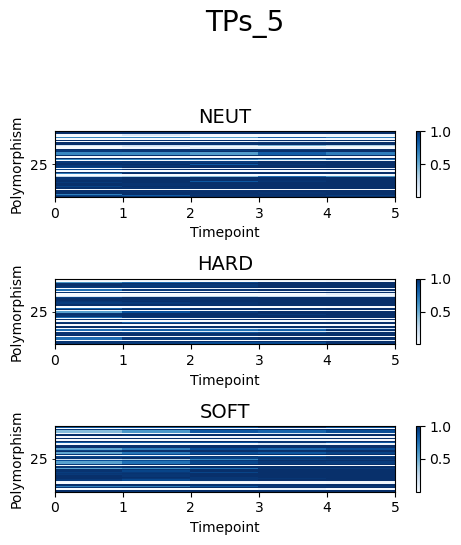 TPs_5
NEUT
Polymorphism
25
1.0
0.5
0 1 2 3 4 5
Timepoint
HARD
Polymorphism
25
1.0
0.5
0 1 2 3 4 5
Timepoint
SOFT
Polymorphism
25
1.0
0.5
0 1 2 3 4 5
Timepoint